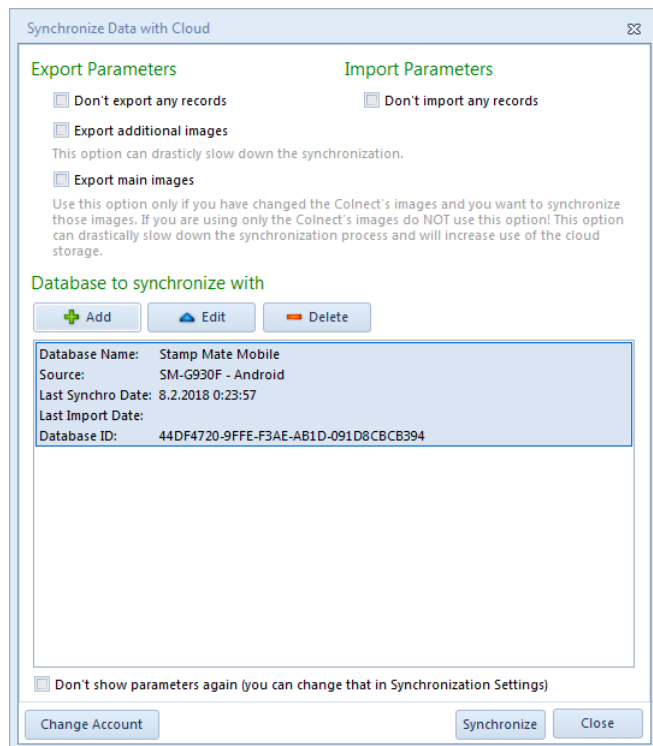 Synchronize Data with Cloud
Export Parameters
Import Parameters
Don't export any records
Don't import any records
Export additional images
This option can drasticly slow down the synchronization.
Export main images
Use this option only if you have changed the Colnect's images and you want to synchronize
those images. If you are using only the Colnect's images do NOT use this option! This option
can drastically slow down the synchronization process and will increase use of the cloud
storage.
Database to synchronize with
Add
Edit
Delete
Database Name: Stamp Mate Mobile
Source: SM-G930F - Android
Last Synchro Date: 8.2.2018 0:23:57
Last Import Date:
Database ID: 44DF4720-9FFE-F3AE-AB1D-091D8CBCB394
Don't show parameters again (you can change that in Synchronization Settings)
Change Account
Synchronize
Close